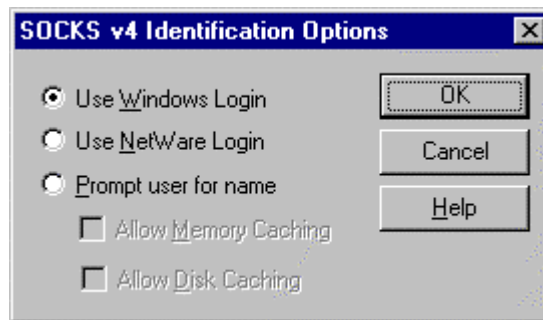 SOCKS v4 Identification Options
Use Windows Login
Use NetWare Login
Prompt user for name
Allow Memory Caching
Allow Disk Caching
OK
Cancel
Help